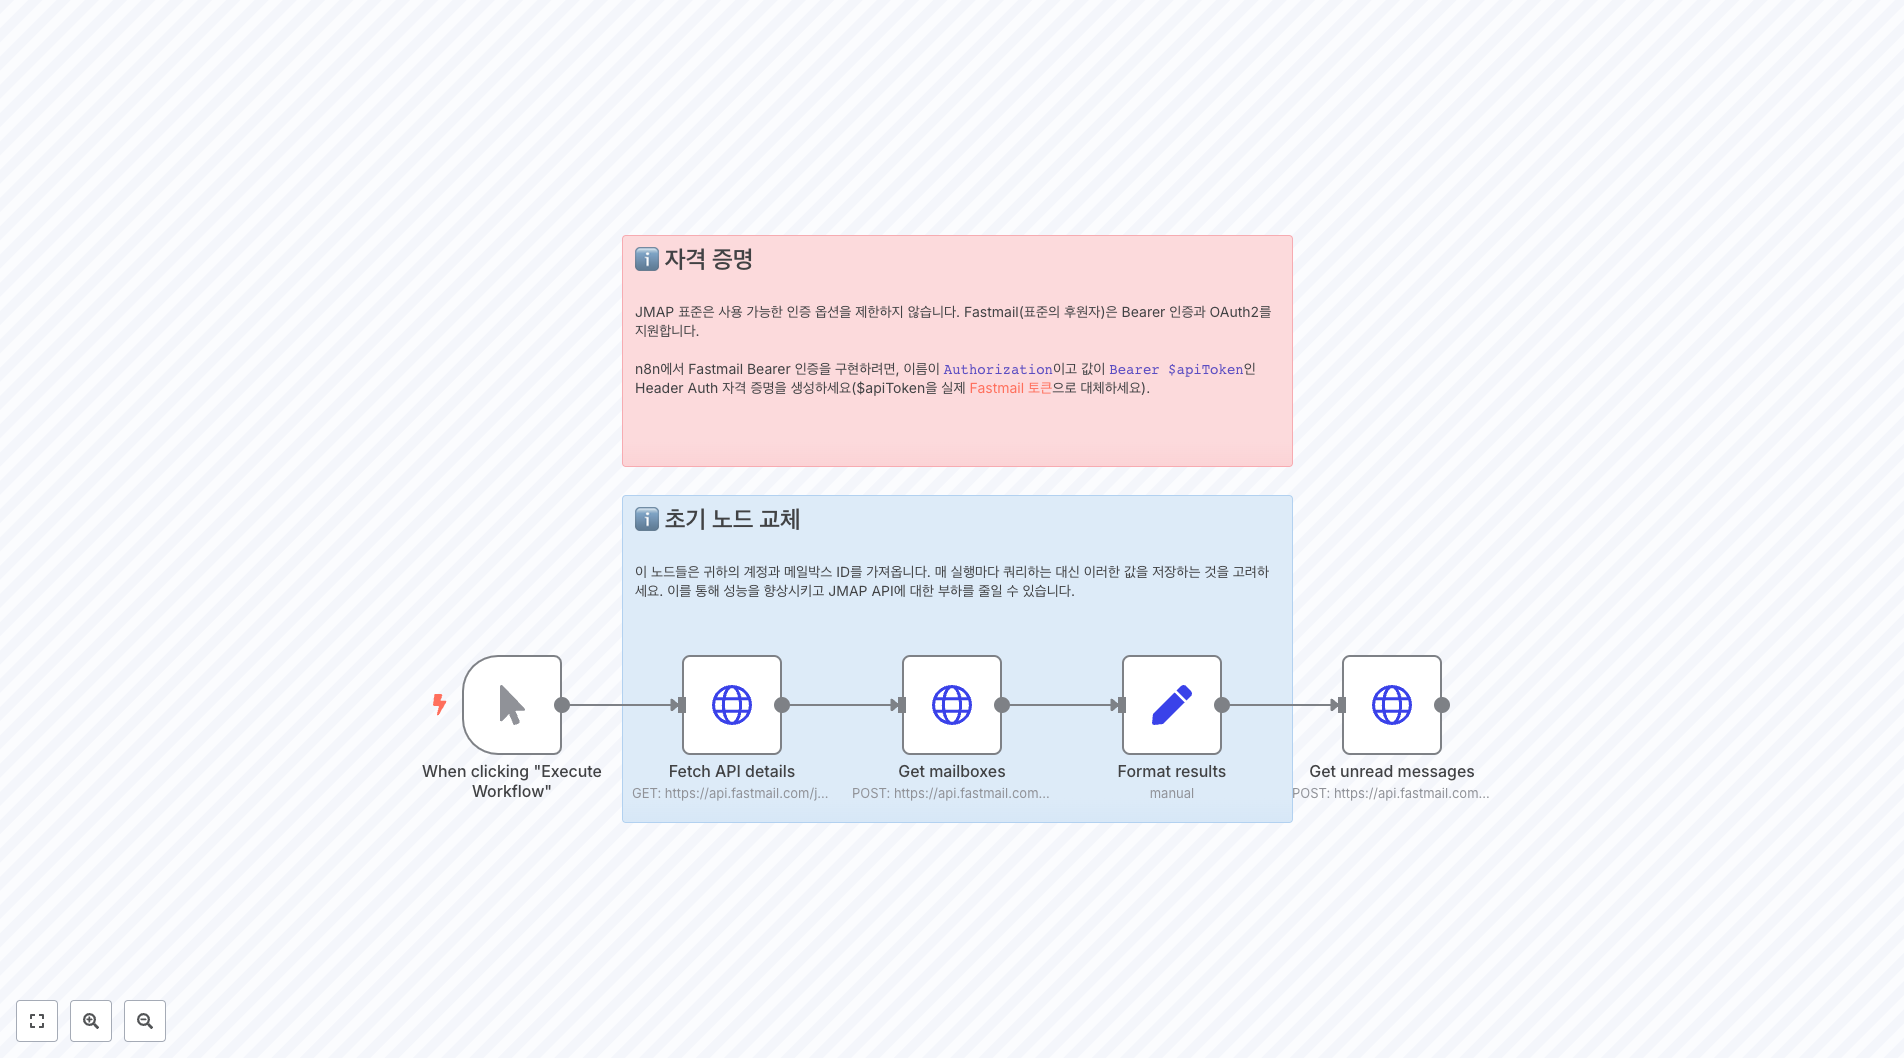 자격 증명
JMAP 표준은 사용 가능한 인증 옵션을 제한하지 않습니다. Fastmail(표준의 후원자)은 Bearer 인증과 OAuth2를
지원합니다.
n8n에서 Fastmail Bearer 인증을 구현하려면, 이름이 Authorization이고 값이 Bearer $apiToken인
Header Auth 자격 증명을 생성하세요($apiToken을 실제 Fastmail 토큰으로 대체하세요).
초기 노드 교체
이 노드들은 귀하의 계정과 메일박스 ID를 가져옵니다. 매 실행마다 쿼리하는 대신 이러한 값을 저장하는 것을 고려하
세요. 이를 통해 성능을 향상시키고 JMAP API에 대한 부하를 줄일 수 있습니다.
When clicking "Execute
Workflow"
Fetch API details
GET: https://api.fastmail.com/j...
Get mailboxes
POST: https://api.fastmail.com...
Format results
manual
Get unread messages
POST: https://api.fastmail.com...